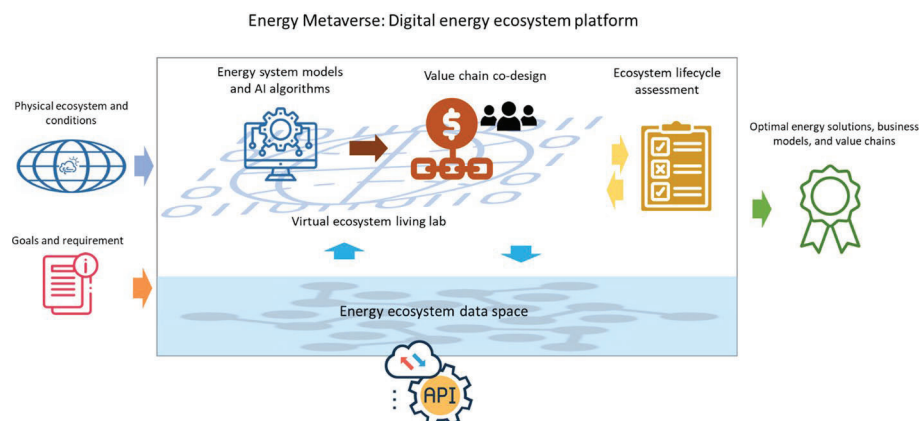 Energy Metaverse: Digital energy ecosystem platform
Energy system models
and AI algorithms
Value chain co-design
Ecosystem lifecycle
assessment
Physical ecosystem and
conditions
Optimal energy solutions, business
models, and value chains
$
Virtual ecosystem living lab
Goals and requirement
i
Energy ecosystem data space
API